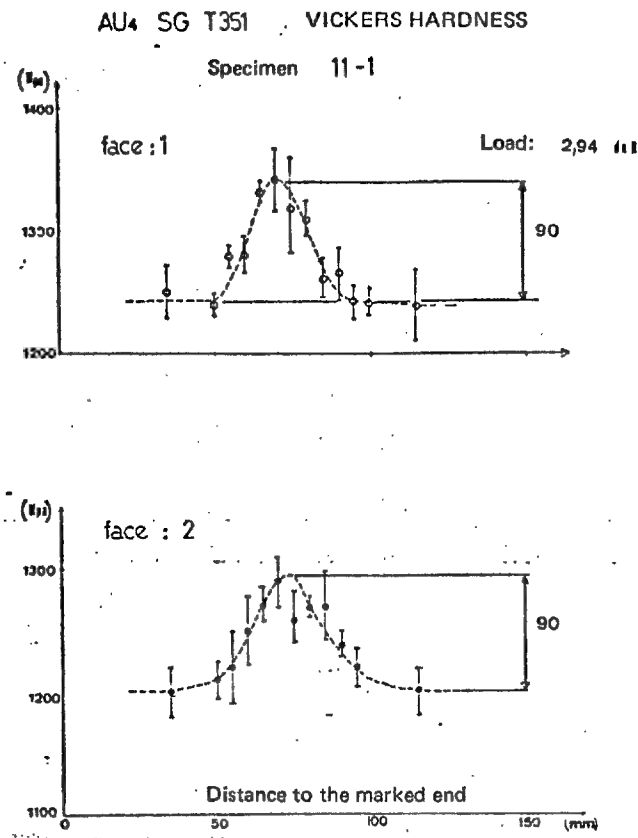 AU4 SG T351 VICKERS HARDNESS
Specimen 11-1
1400
face : 1
Load: 2,94
1300
90
1200
face : 2
1300
90
1200
Distance to the marked end
1100
0 50 100 150 (mm)